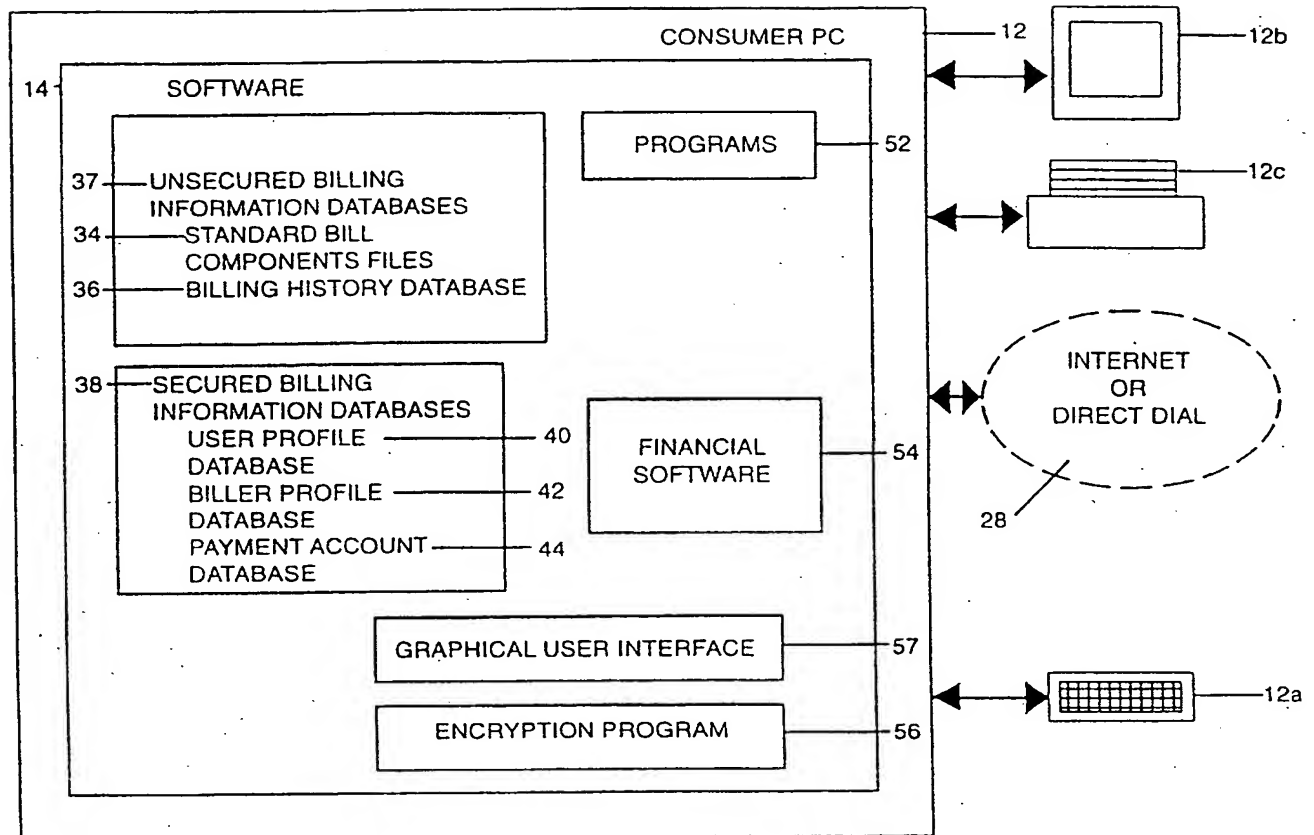 CONSUMER PC
12
12b
14
SOFTWARE
PROGRAMS
52
12c
37
UNSECURED BILLING
INFORMATION DATABASES
34
STANDARD BILL
COMPONENTS FILES
36
BILLING HISTORY DATABASE
INTERNET
OR
DIRECT DIAL
28
38
SECURED BILLING
INFORMATION DATABASES
USER PROFILE
40
DATABASE
BILLER PROFILE
42
DATABASE
PAYMENT ACCOUNT
44
DATABASE
FINANCIAL
SOFTWARE
54
GRAPHICAL USER INTERFACE
57
12a
ENCRYPTION PROGRAM
56